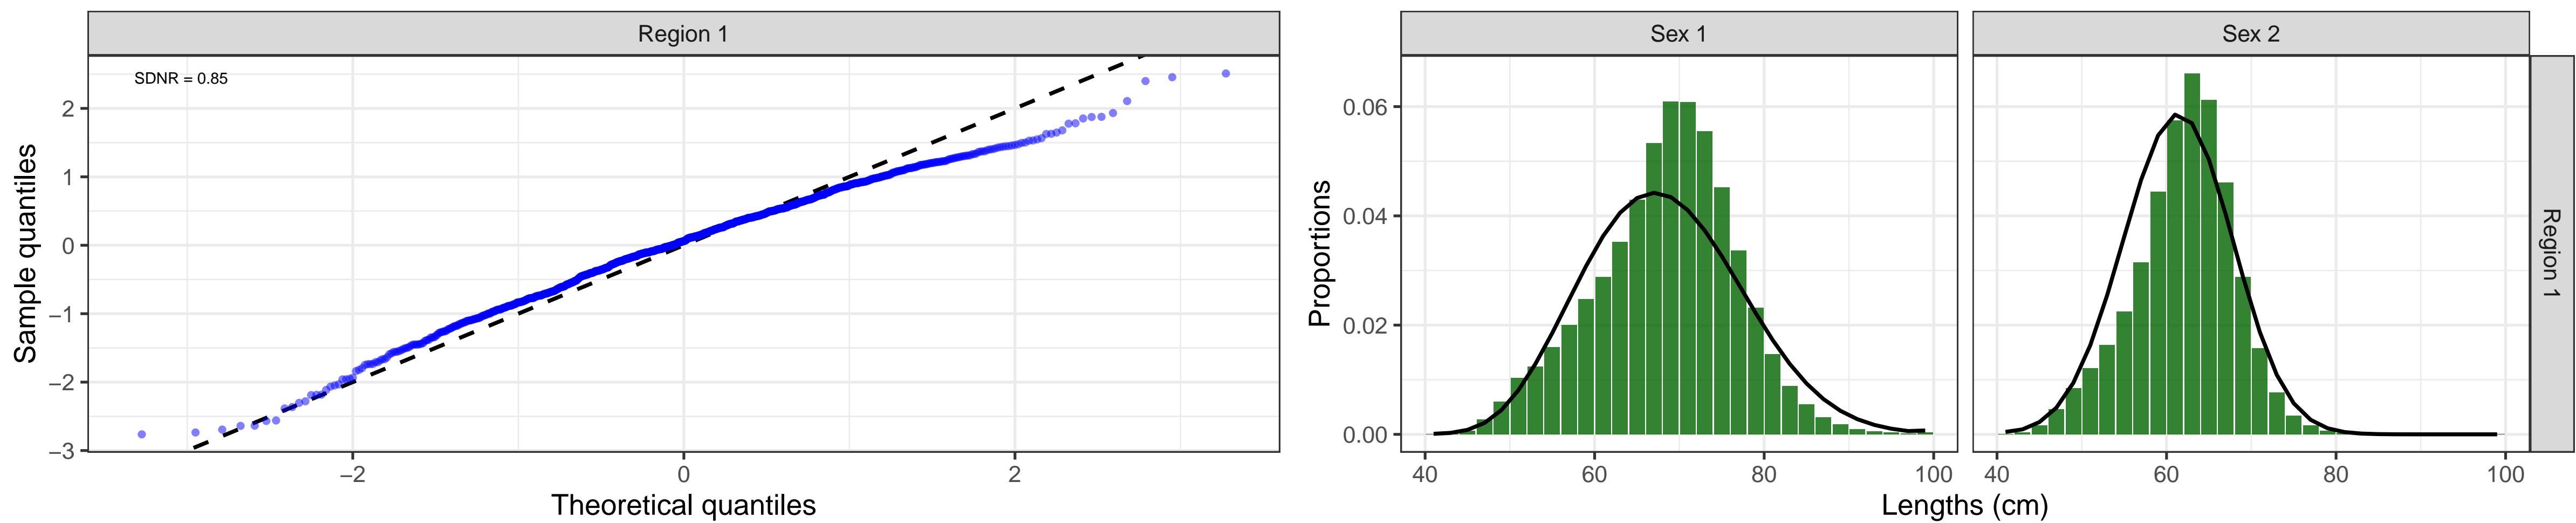 Region 1
SDNR = 0.85
Sample quantiles
2
1
0
−1
−2
−3
−2 0 2
Theoretical quantiles
Sex 1 Sex 2
Region 1
Proportions
0.06
0.04
0.02
0.00
40 60 80 100 40 60 80 100
Lengths (cm)